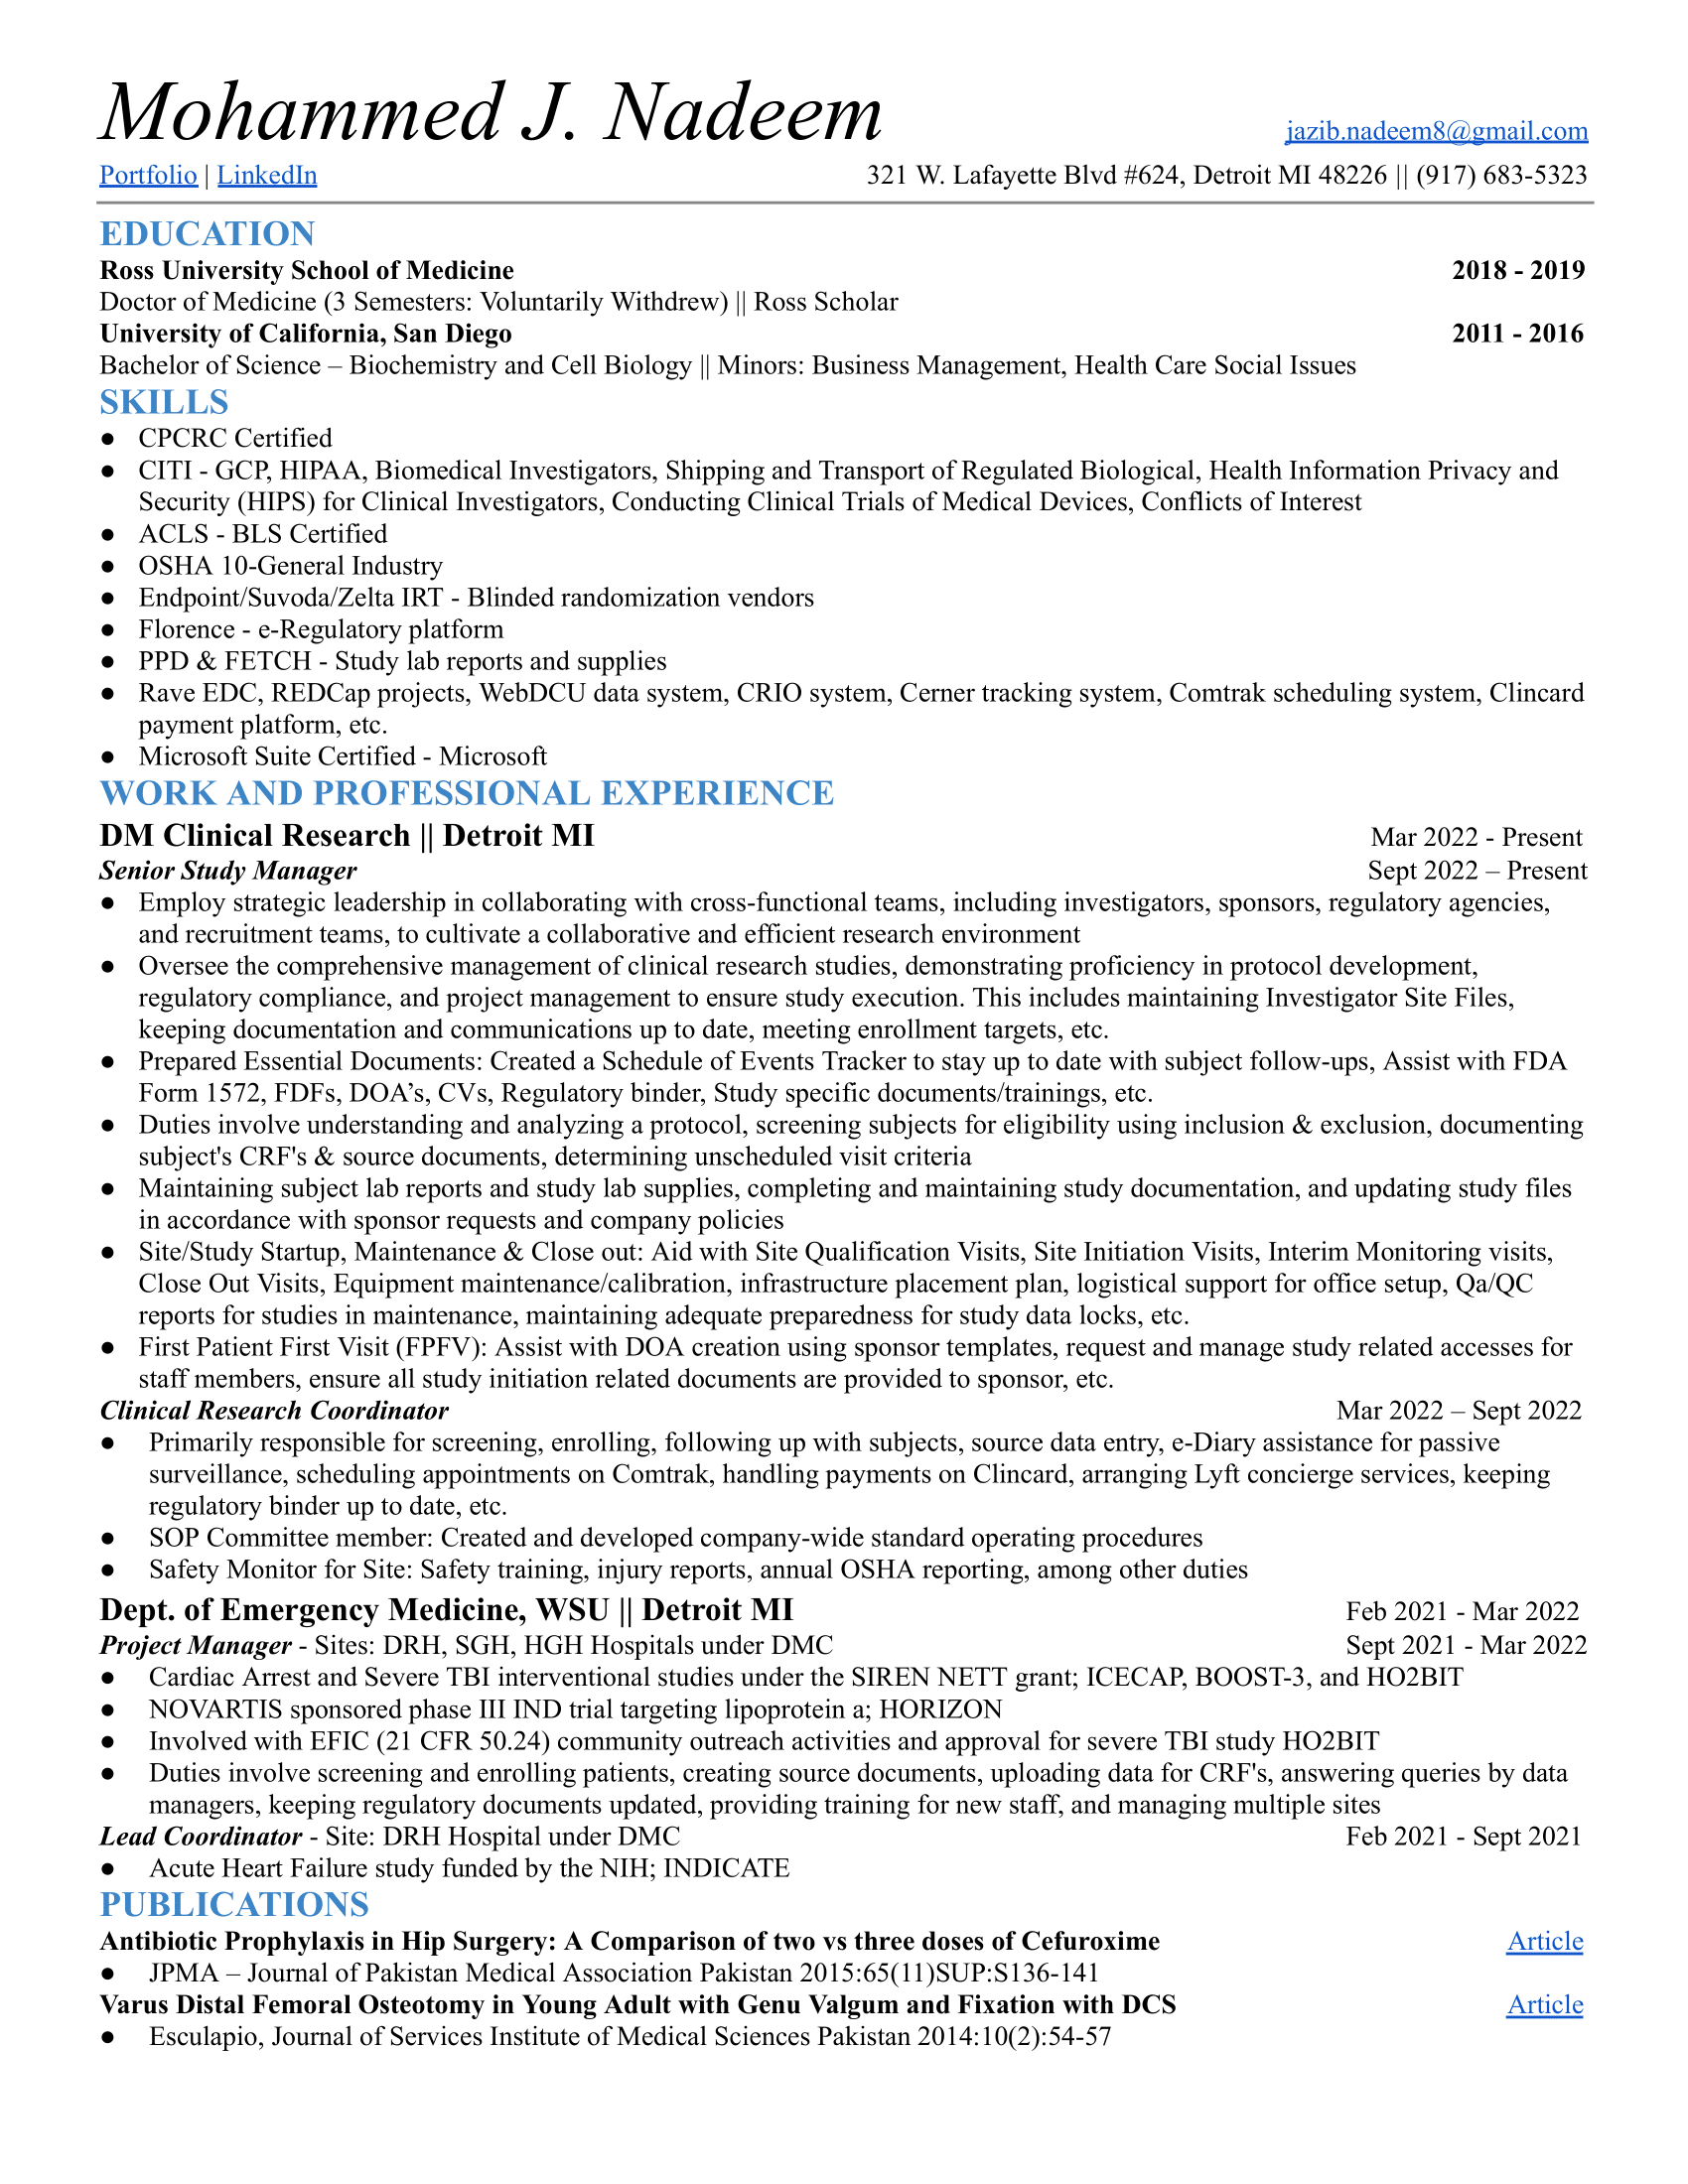 Mohammed J. Nadeem jazib.nadeem8@gmail.com
Portfolio | LinkedIn 321 W. Lafayette Blvd #624, Detroit MI 48226 || (917) 683-5323
EDUCATION
Ross University School of Medicine 2018 - 2019
Doctor of Medicine (3 Semesters: Voluntarily Withdrew) || Ross Scholar
University of California, San Diego 2011 - 2016
Bachelor of Science – Biochemistry and Cell Biology || Minors: Business Management, Health Care Social Issues
SKILLS
● CPCRC Certified
● CITI - GCP, HIPAA, Biomedical Investigators, Shipping and Transport of Regulated Biological, Health Information Privacy and
Security (HIPS) for Clinical Investigators, Conducting Clinical Trials of Medical Devices, Conflicts of Interest
● ACLS - BLS Certified
● OSHA 10-General Industry
● Endpoint/Suvoda/Zelta IRT - Blinded randomization vendors
● Florence - e-Regulatory platform
● PPD & FETCH - Study lab reports and supplies
● Rave EDC, REDCap projects, WebDCU data system, CRIO system, Cerner tracking system, Comtrak scheduling system, Clincard
payment platform, etc.
● Microsoft Suite Certified - Microsoft
WORK AND PROFESSIONAL EXPERIENCE
DM Clinical Research || Detroit MI Mar 2022 - Present
Senior Study Manager Sept 2022 – Present
● Employ strategic leadership in collaborating with cross-functional teams, including investigators, sponsors, regulatory agencies,
and recruitment teams, to cultivate a collaborative and efficient research environment
● Oversee the comprehensive management of clinical research studies, demonstrating proficiency in protocol development,
regulatory compliance, and project management to ensure study execution. This includes maintaining Investigator Site Files,
keeping documentation and communications up to date, meeting enrollment targets, etc.
● Prepared Essential Documents: Created a Schedule of Events Tracker to stay up to date with subject follow-ups, Assist with FDA
Form 1572, FDFs, DOA’s, CVs, Regulatory binder, Study specific documents/trainings, etc.
● Duties involve understanding and analyzing a protocol, screening subjects for eligibility using inclusion & exclusion, documenting
subject's CRF's & source documents, determining unscheduled visit criteria
● Maintaining subject lab reports and study lab supplies, completing and maintaining study documentation, and updating study files
in accordance with sponsor requests and company policies
● Site/Study Startup, Maintenance & Close out: Aid with Site Qualification Visits, Site Initiation Visits, Interim Monitoring visits,
Close Out Visits, Equipment maintenance/calibration, infrastructure placement plan, logistical support for office setup, Qa/QC
reports for studies in maintenance, maintaining adequate preparedness for study data locks, etc.
● First Patient First Visit (FPFV): Assist with DOA creation using sponsor templates, request and manage study related accesses for
staff members, ensure all study initiation related documents are provided to sponsor, etc.
Clinical Research Coordinator Mar 2022 – Sept 2022
● Primarily responsible for screening, enrolling, following up with subjects, source data entry, e-Diary assistance for passive
surveillance, scheduling appointments on Comtrak, handling payments on Clincard, arranging Lyft concierge services, keeping
regulatory binder up to date, etc.
● SOP Committee member: Created and developed company-wide standard operating procedures
● Safety Monitor for Site: Safety training, injury reports, annual OSHA reporting, among other duties
Dept. of Emergency Medicine, WSU || Detroit MI Feb 2021 - Mar 2022
Project Manager - Sites: DRH, SGH, HGH Hospitals under DMC Sept 2021 - Mar 2022
● Cardiac Arrest and Severe TBI interventional studies under the SIREN NETT grant; ICECAP, BOOST-3, and HO2BIT
● NOVARTIS sponsored phase III IND trial targeting lipoprotein a; HORIZON
● Involved with EFIC (21 CFR 50.24) community outreach activities and approval for severe TBI study HO2BIT
● Duties involve screening and enrolling patients, creating source documents, uploading data for CRF's, answering queries by data
managers, keeping regulatory documents updated, providing training for new staff, and managing multiple sites
Lead Coordinator - Site: DRH Hospital under DMC Feb 2021 - Sept 2021
● Acute Heart Failure study funded by the NIH; INDICATE
PUBLICATIONS
Antibiotic Prophylaxis in Hip Surgery: A Comparison of two vs three doses of Cefuroxime Article
● JPMA – Journal of Pakistan Medical Association Pakistan 2015:65(11)SUP:S136-141
Varus Distal Femoral Osteotomy in Young Adult with Genu Valgum and Fixation with DCS Article
● Esculapio, Journal of Services Institute of Medical Sciences Pakistan 2014:10(2):54-57